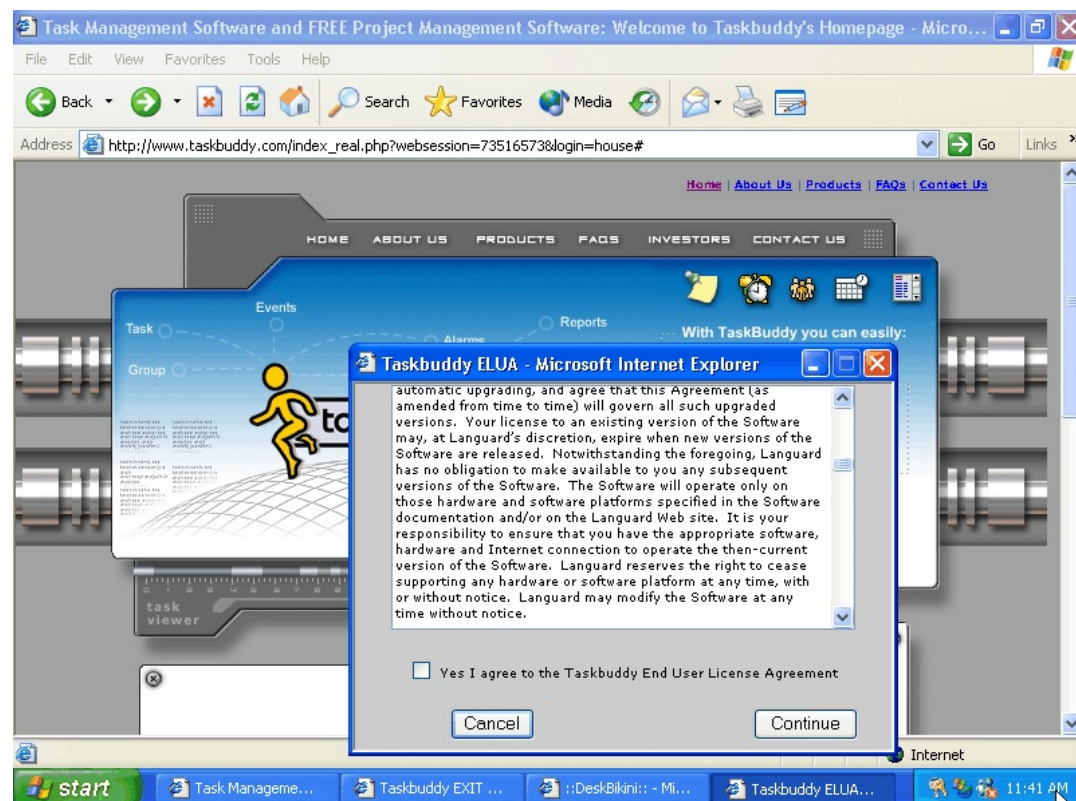 Task Management Software and FREE Project Management Software: Welcome to Taskbuddy's Homepage - Micro...
File Edit View Favorites Tools Help
Back Search Favorites Media
Address http://www.taskbuddy.com/index_real.php?websession=73516573&login=house# Go Links »
Home | About Us | Products | FAQs | Contact Us
HOME ABOUT US PRODUCTS FAQS INVESTORS CONTACT US
Events
Task
Alarms
Reports
With TaskBuddy you can easily:
Group
Taskbuddy ELUA - Microsoft Internet Explorer
automatic upgrading, and agree that this Agreement (as
amended from time to time) will govern all such upgraded
versions. Your license to an existing version of the Software
may, at Languard's discretion, expire when new versions of the
Software are released. Notwithstanding the foregoing, Languard
has no obligation to make available to you any subsequent
versions of the Software. The Software will operate only on
those hardware and software platforms specified in the Software
documentation and/or on the Languard Web site. It is your
responsibility to ensure that you have the appropriate software,
hardware and Internet connection to operate the then-current
version of the Software. Languard reserves the right to cease
supporting any hardware or software platform at any time, with
or without notice. Languard may modify the Software at any
time without notice.
task
viewer
Yes I agree to the Taskbuddy End User License Agreement
Cancel Continue
Internet
start Task Manageme... Taskbuddy EXIT ... ::DeskBikini:: - Mi... Taskbuddy ELUA... 11:41 AM